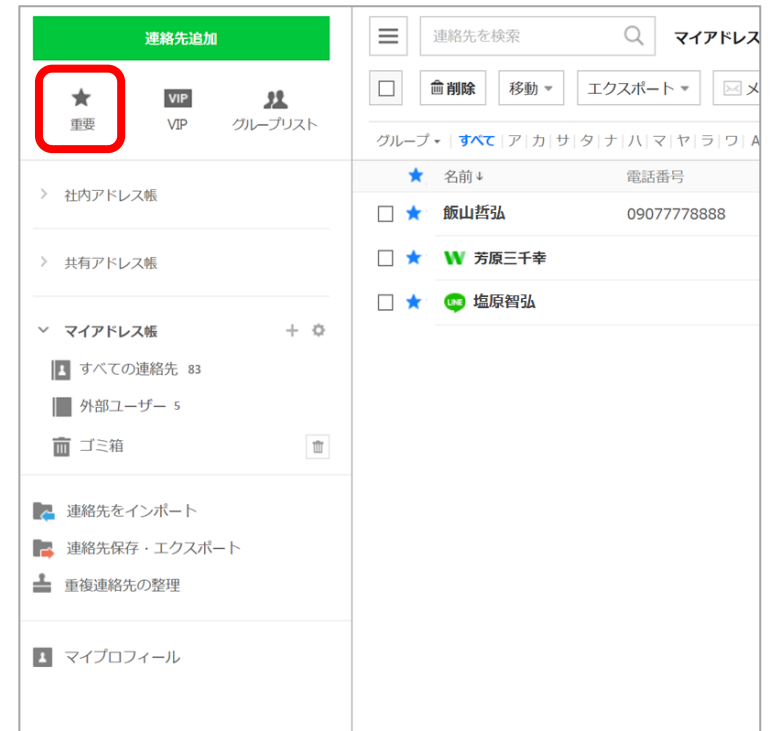 連絡先追加
重要
VIP
VIP
グループリスト
社内アドレス帳
共有アドレス帳
マイアドレス帳
すべての連絡先 83
外部ユーザー 5
ゴミ箱
連絡先をインポート
連絡先保存・エクスポート
重複連絡先の整理
マイプロフィール
連絡先を検索
マイアドレス
削除 移動 エクスポート メ
グループ すべて ア カ サ タ ナ ハ マ ヤ ラ ワ A
名前 電話番号
飯山哲弘 09077778888
W 芳原三千幸
LINE 塩原智弘